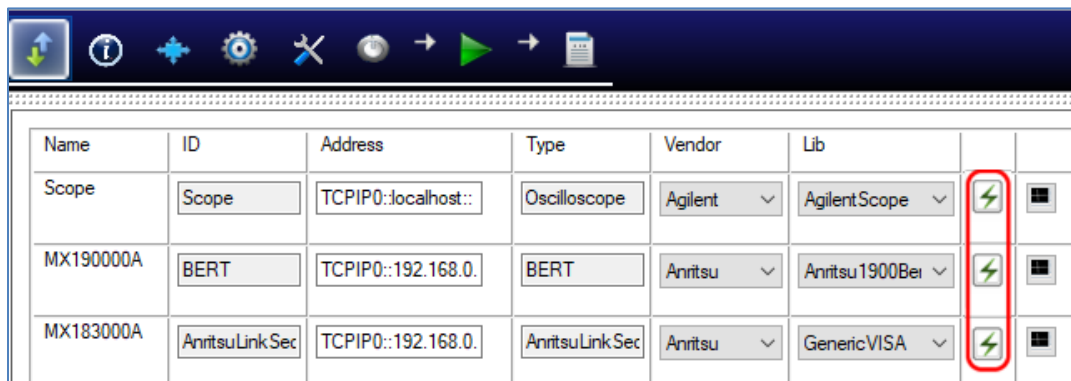 Name ID Address Type Vendor Lib
Scope Scope TCPIP0::localhost:: Oscilloscope Agilent AgilentScope
MX190000A BERT TCPIP0::192.168.0. BERT Anritsu Anritsu1900Ber
MX183000A AnritsuLinkSec TCPIP0::192.168.0. AnritsuLinkSec Anritsu GenericVISA